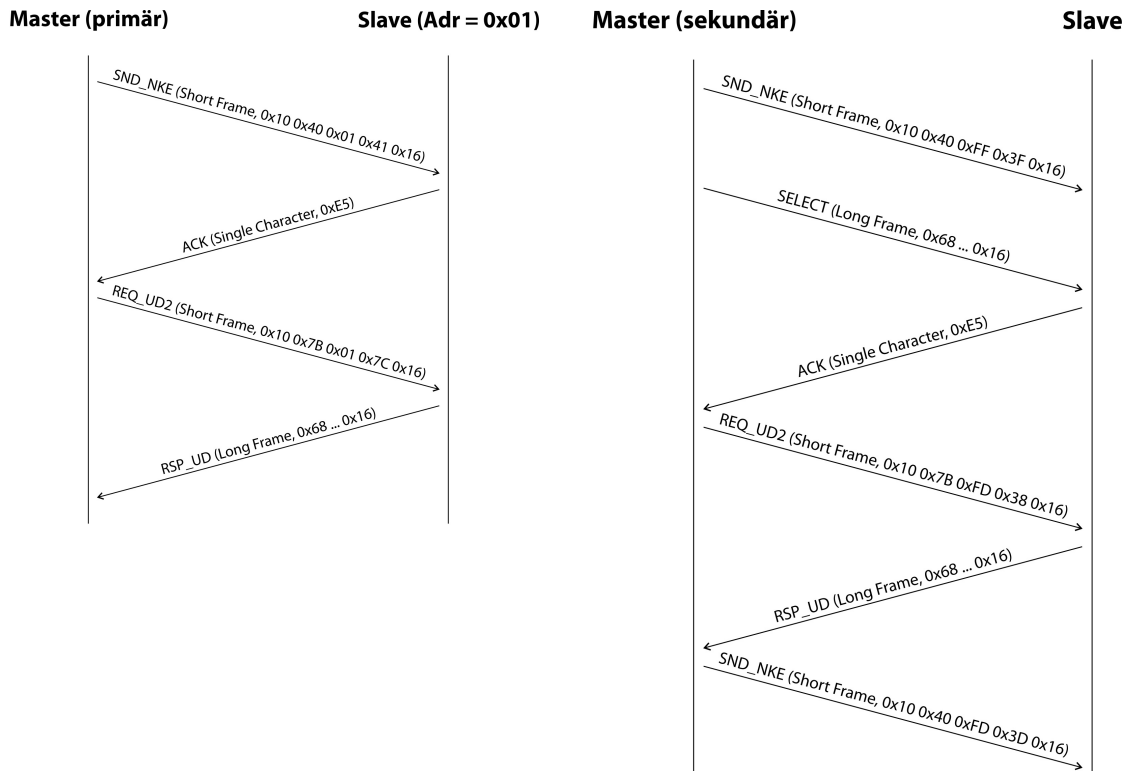 Master (primär)
Slave (Adr = 0x01)
SND_NKE (Short Frame, 0x10 0x40 0x01 0x41 0x16)
ACK (Single Character, 0xE5)
REQ_UD2 (Short Frame, 0x10 0x7B 0x01 0x7C 0x16)
RSP_UD (Long Frame, 0x68 ... 0x16)
Master (sekundär)
Slave
SND_NKE (Short Frame, 0x10 0x40 0xFF 0x3F 0x16)
SELECT (Long Frame, 0x68 ... 0x16)
ACK (Single Character, 0xE5)
REQ_UD2 (Short Frame, 0x10 0x7B 0xFD 0x38 0x16)
RSP_UD (Long Frame, 0x68 ... 0x16)
SND_NKE (Short Frame, 0x10 0x40 0xFD 0x3D 0x16)